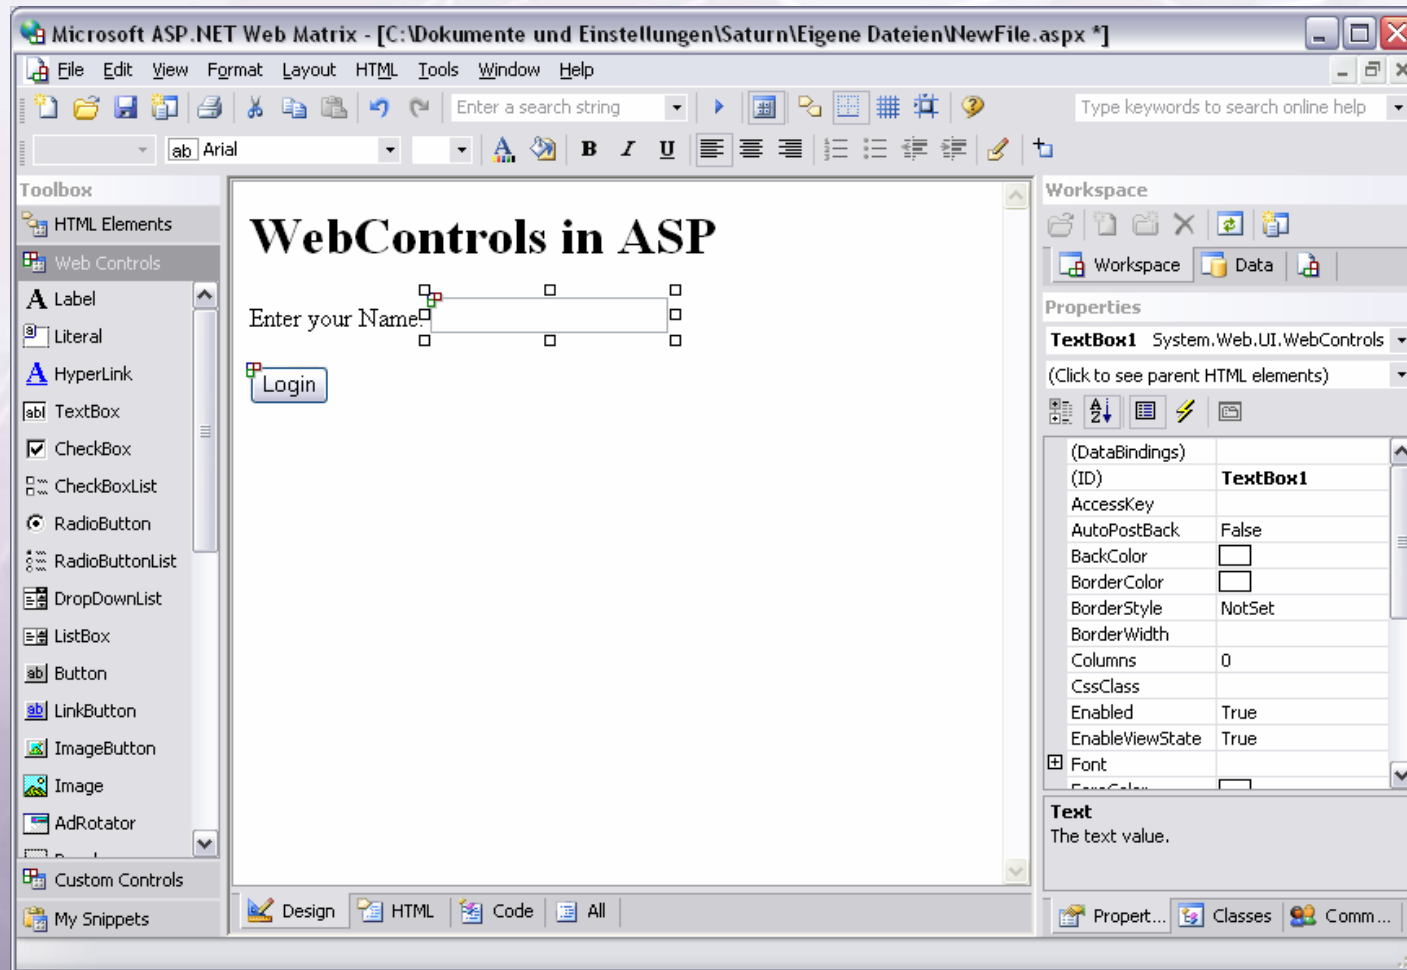 Microsoft ASP.NET Web Matrix - [C:\Dokumente und Einstellungen\Saturn\Eigene Dateien\NewFile.aspx *]
File Edit View Format Layout HTML Tools Window Help
Enter a search string
Type keywords to search online help
ab Arial
A B I U
Toolbox
HTML Elements
Web Controls
A Label
Literal
A HyperLink
abl TextBox
CheckBox
CheckBoxList
RadioButton
RadioButtonList
DropDownList
ListBox
ab Button
ab LinkButton
ImageButton
Image
AdRotator
Custom Controls
My Snippets
WebControls in ASP
Enter your Name:
Login
Design HTML Code All
Workspace
Workspace Data
Properties
TextBox1 System.Web.UI.WebControls
(Click to see parent HTML elements)
(DataBindings)
(ID) TextBox1
AccessKey
AutoPostBack False
BackColor
BorderColor
BorderStyle NotSet
BorderWidth
Columns 0
CssClass
Enabled True
EnableViewState True
Font
Text
The text value.
Propert... Classes Comm...